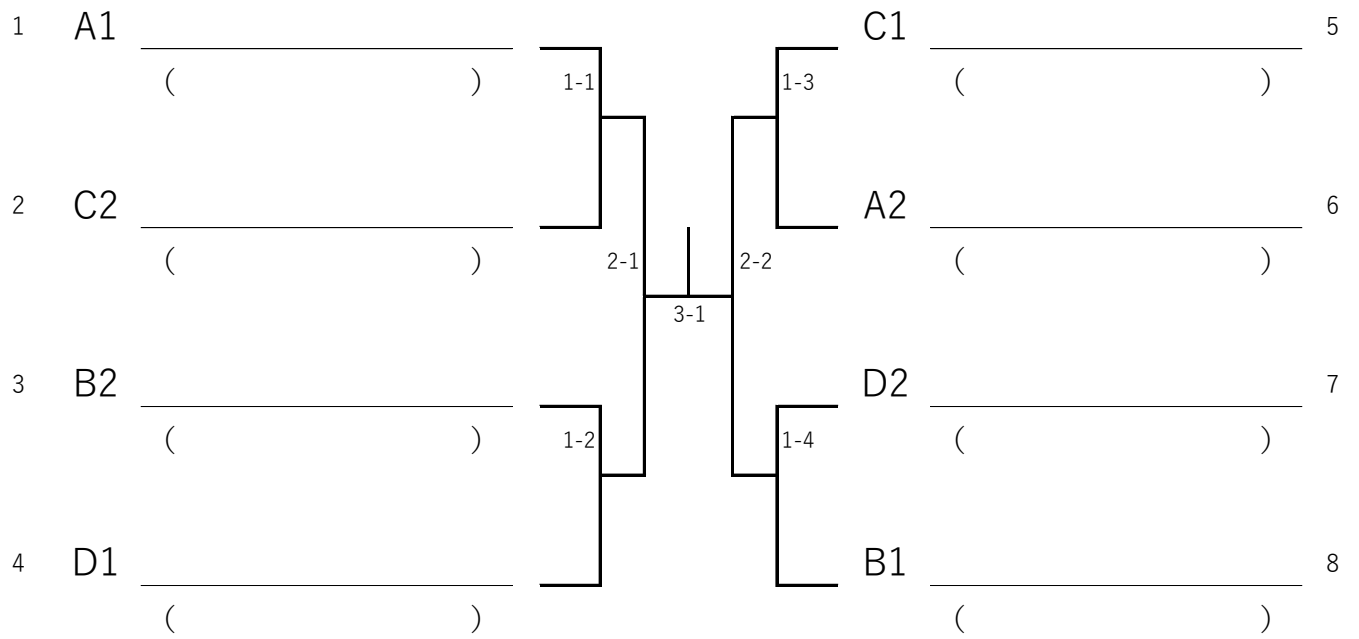 1 A1 C1 5
( ) 1-1 1-3 ( )
2 C2 A2 6
( ) 2-1 2-2 ( )
3-1
3 B2 D2 7
( ) 1-2 1-4 ( )
4 D1 B1 8
( ) ( )